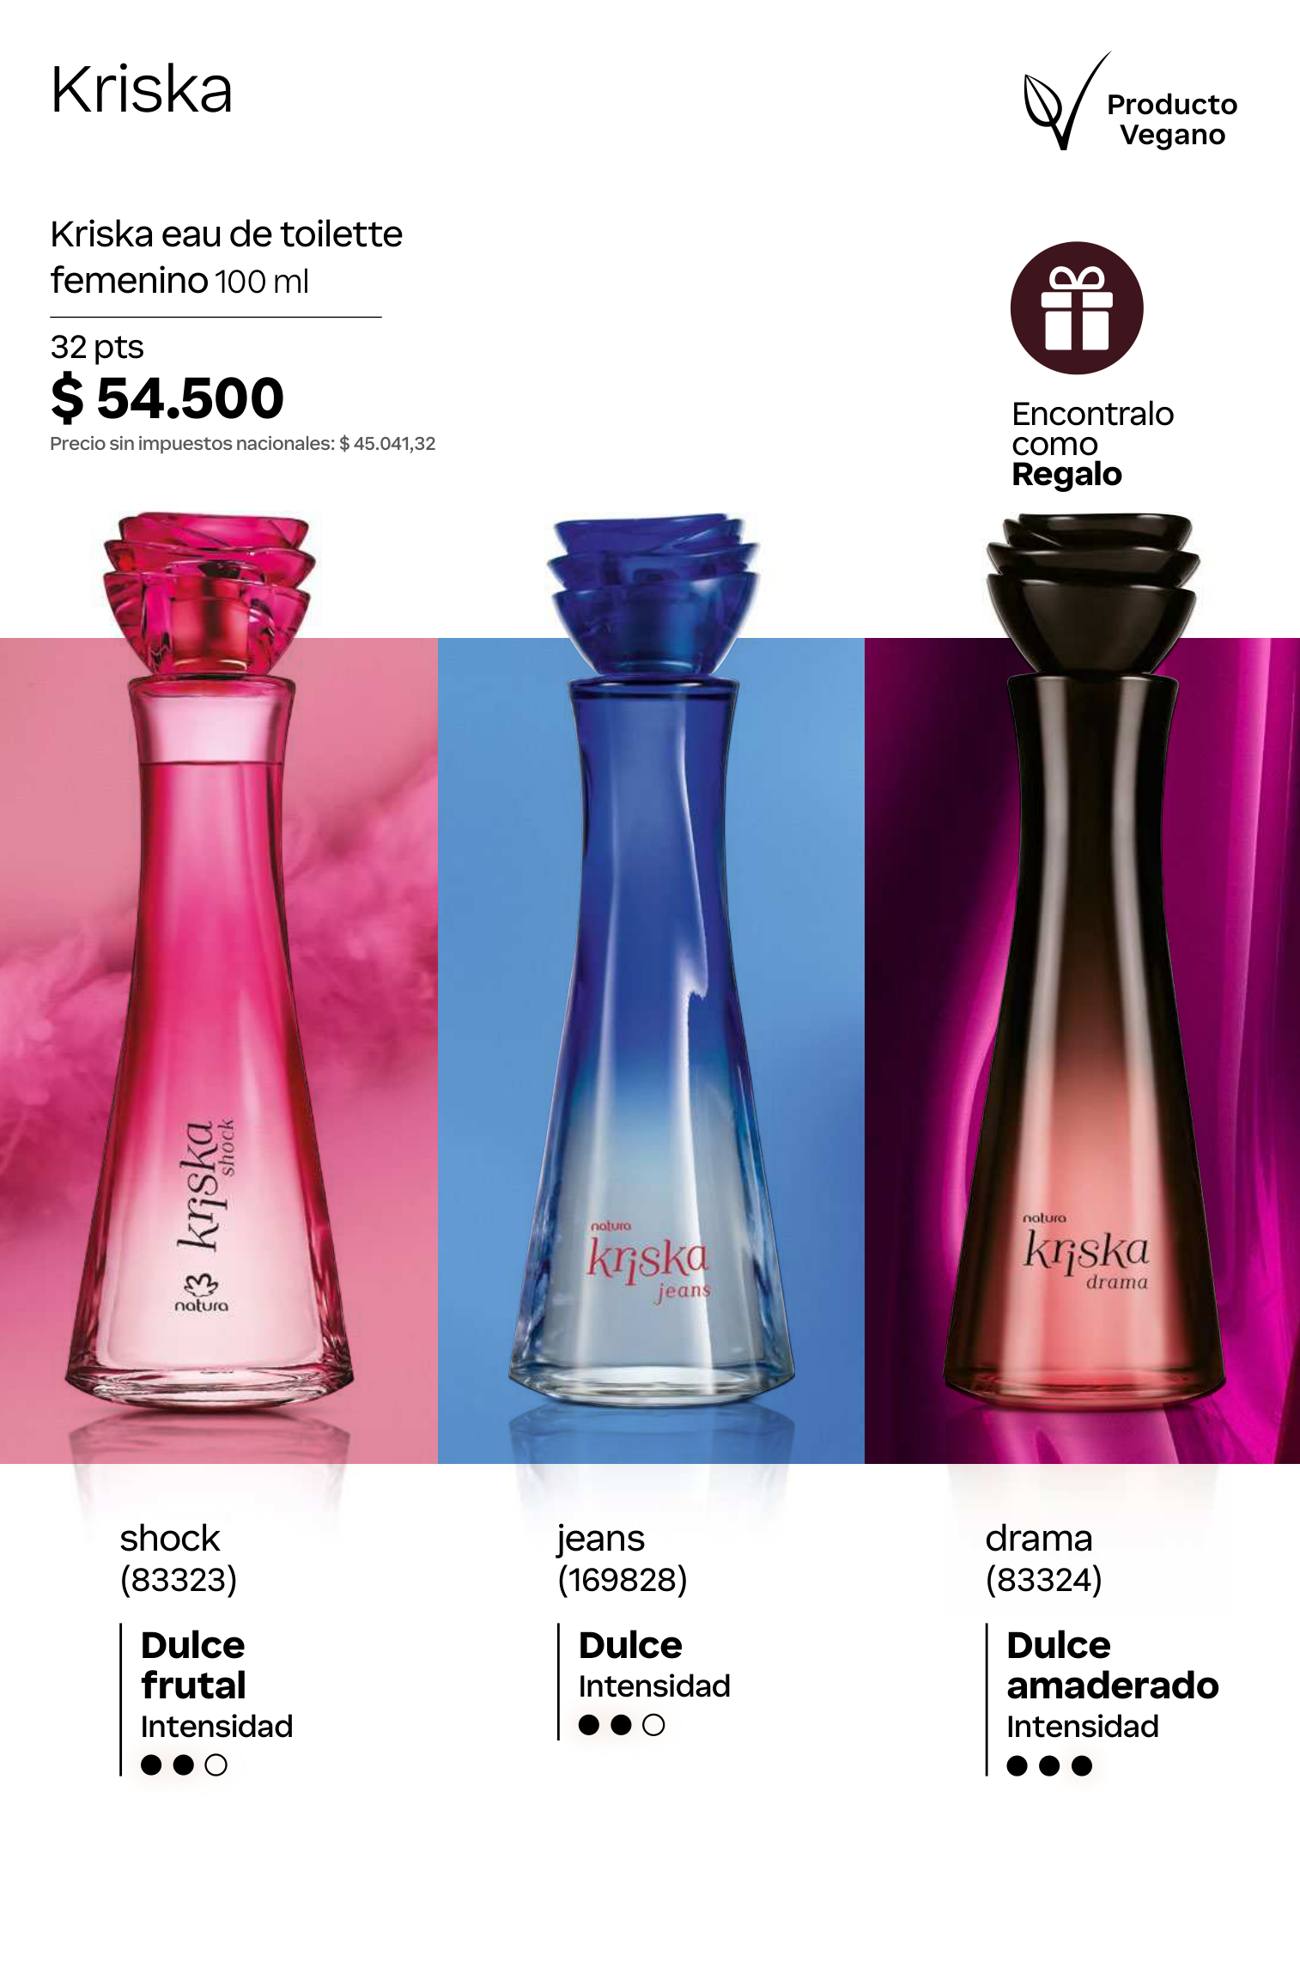 Kriska
Producto
Vegano
Kriska eau de toilette
femenino 100 ml
32 pts
$ 54.500
Precio sin impuestos nacionales: $ 45.041,32
Encontralo
como
Regalo
kriska
shock
natura
natura
kriska
jeans
natura
kriska
drama
shock
(83323)
Dulce
frutal
Intensidad
jeans
(169828)
Dulce
Intensidad
drama
(83324)
Dulce
amaderado
Intensidad